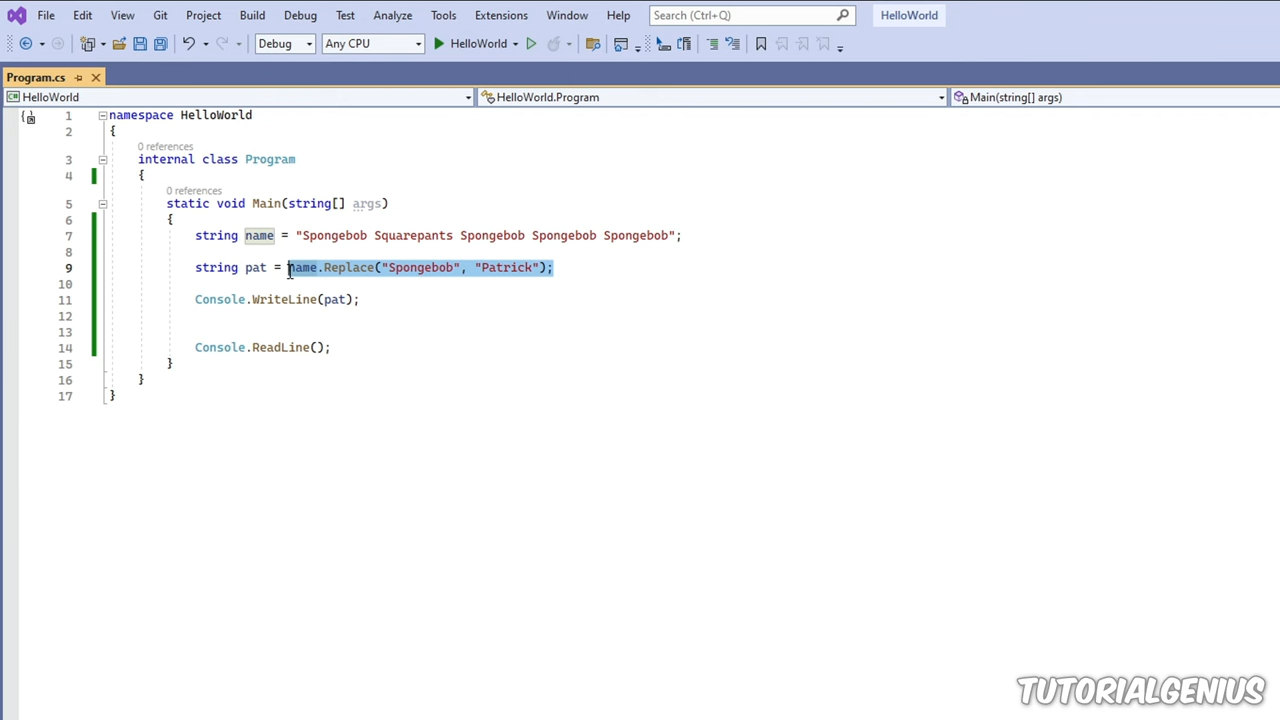 File Edit View Git Project Build Debug Test Analyze Tools Extensions Window Help Search (Ctrl+Q) HelloWorld
Debug Any CPU HelloWorld
Program.cs
HelloWorld HelloWorld.Program Main(string[] args)
1 namespace HelloWorld
2 {
0 references
3 internal class Program
4 {
0 references
5 static void Main(string[] args)
6 {
7 string name = "Spongebob Squarepants Spongebob Spongebob Spongebob";
8
9 string pat = name.Replace("Spongebob", "Patrick");
10
11 Console.WriteLine(pat);
12
13
14 Console.ReadLine();
15 }
16 }
17 }
TUTORIALGENIUS